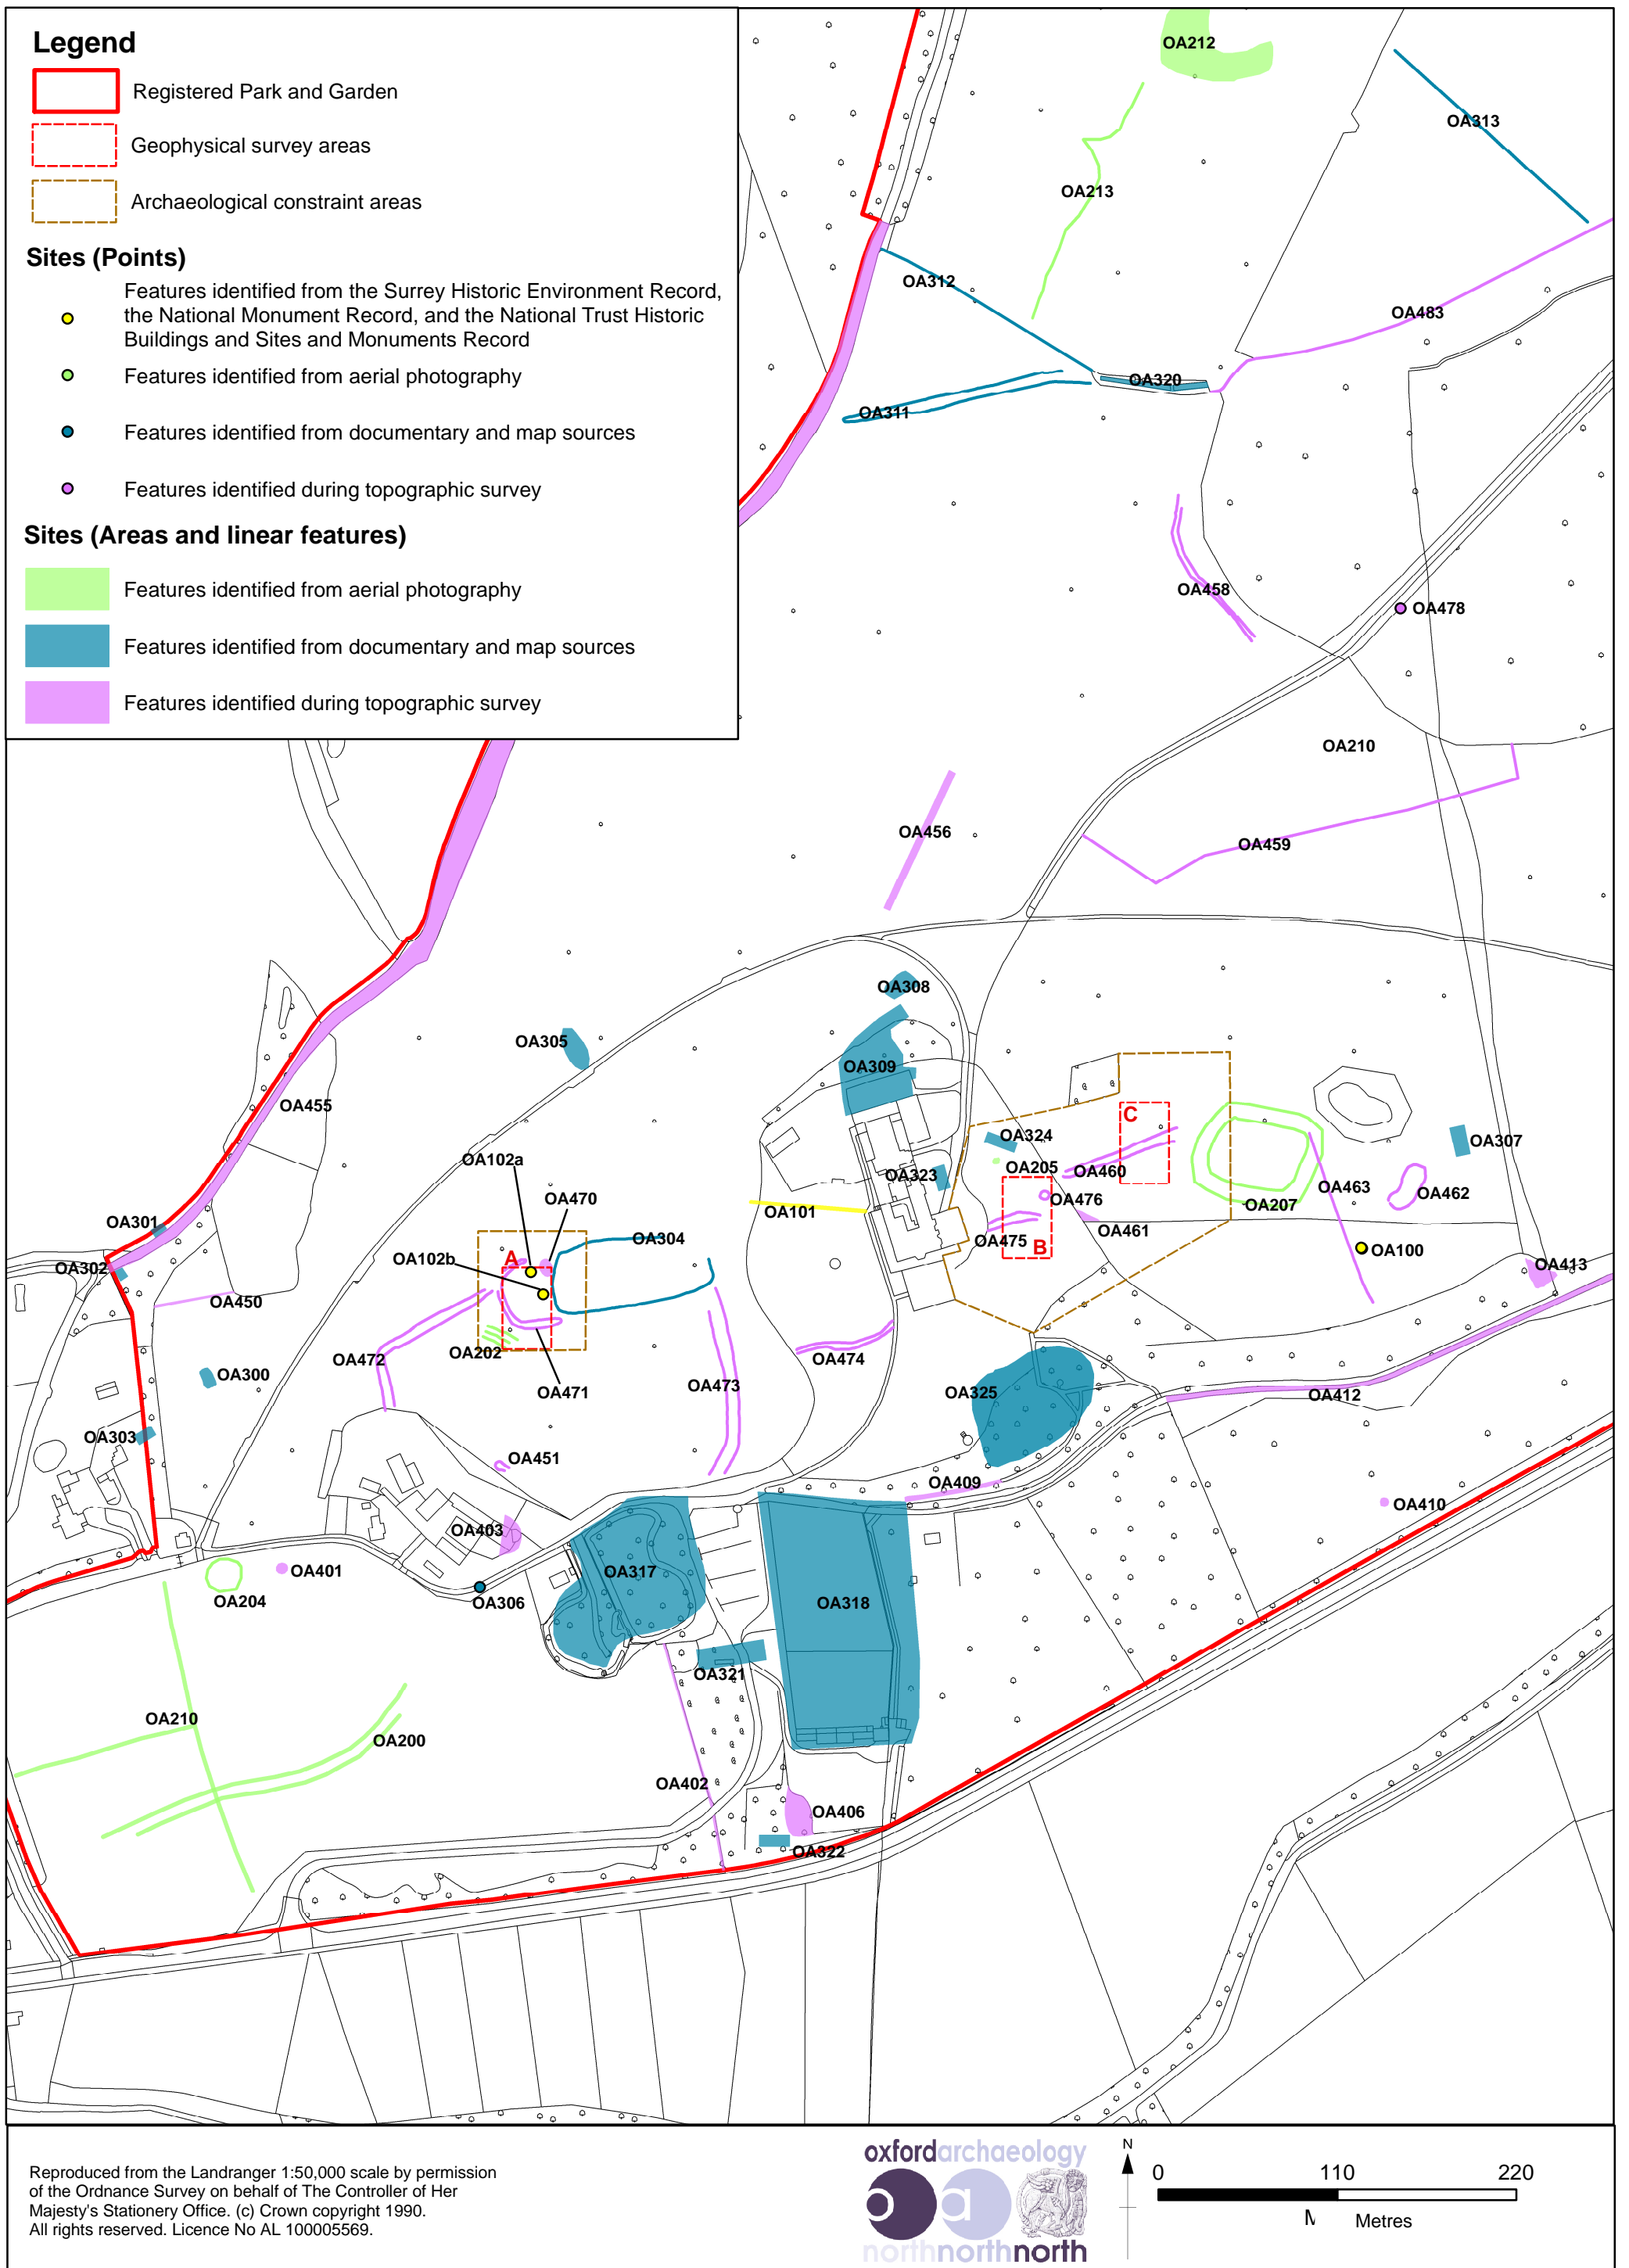 Legend
Registered Park and Garden
Geophysical survey areas
Archaeological constraint areas
Sites (Points)
Features identified from the Surrey Historic Environment Record,
the National Monument Record, and the National Trust Historic
Buildings and Sites and Monuments Record
Features identified from aerial photography
Features identified from documentary and map sources
Features identified during topographic survey
Sites (Areas and linear features)
Features identified from aerial photography
Features identified from documentary and map sources
Features identified during topographic survey
OA212
OA313
OA213
OA312
OA483
OA320
OA311
OA458
OA478
OA210
OA456
OA459
OA308
OA305
OA309
OA455
C
OA324
OA307
OA102a
OA205
OA460
OA323
OA470
OA476
OA463
OA462
OA101
OA207
OA301
OA461
OA304
OA475
B
OA100
OA102b
A
OA302
OA413
OA450
OA202
OA472
OA474
OA300
OA473
OA471
OA325
OA412
OA303
OA451
OA409
OA410
OA403
OA401
OA317
OA204
OA306
OA318
OA321
OA210
OA200
OA402
OA406
OA322
Reproduced from the Landranger 1:50,000 scale by permission
of the Ordnance Survey on behalf of The Controller of Her
Majesty's Stationery Office. (c) Crown copyright 1990.
All rights reserved. Licence No AL 100005569.
oxfordarchaeology
oa
northnorthnorth
N
0 110 220
M Metres